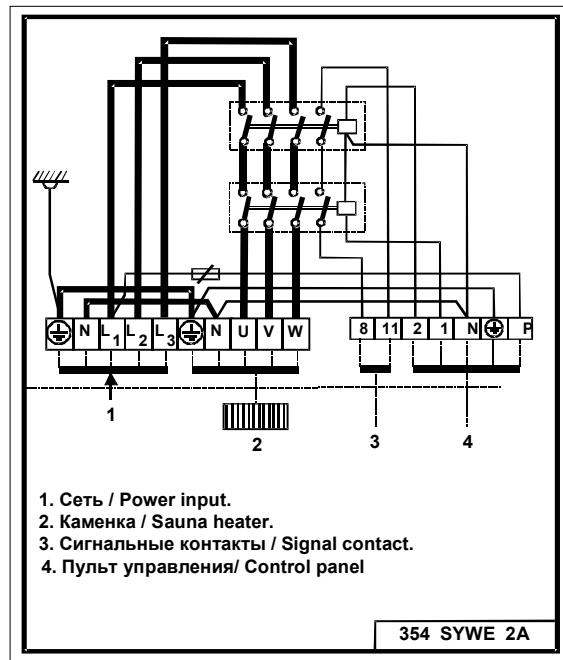 N L1 L2 L3 N U V W 8 11 2 1 N P
1 2 3 4
1. Сеть / Power input.
2. Каменка / Sauna heater.
3. Сигнальные контакты / Signal contact.
4. Пульт управления/ Control panel
354 SYWE 2A